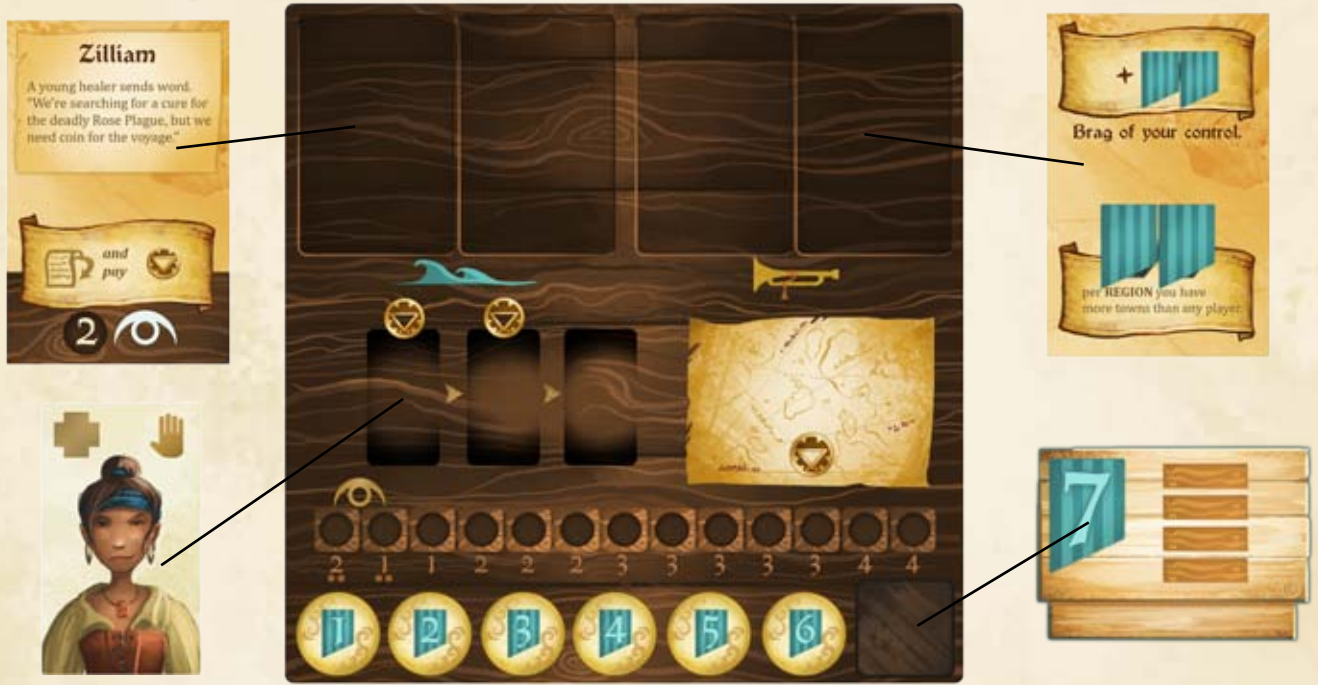 Zilliam
A young healer sends word.
"We're searching for a cure for
the deadly Rose Plague, but we
need coin for the voyage."
and
pay
2
+
Brag of your control.
per REGION you have
more towns than any player.
2 1 1 2 2 2 3 3 3 3 3 4 4
1 2 3 4 5 6
7